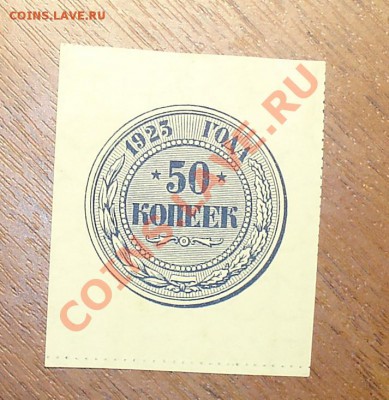 COINS.LAVE.RU
1923 ГОДА
★ 50 ★
КОПЕЕК
COINS.LAVE.RU